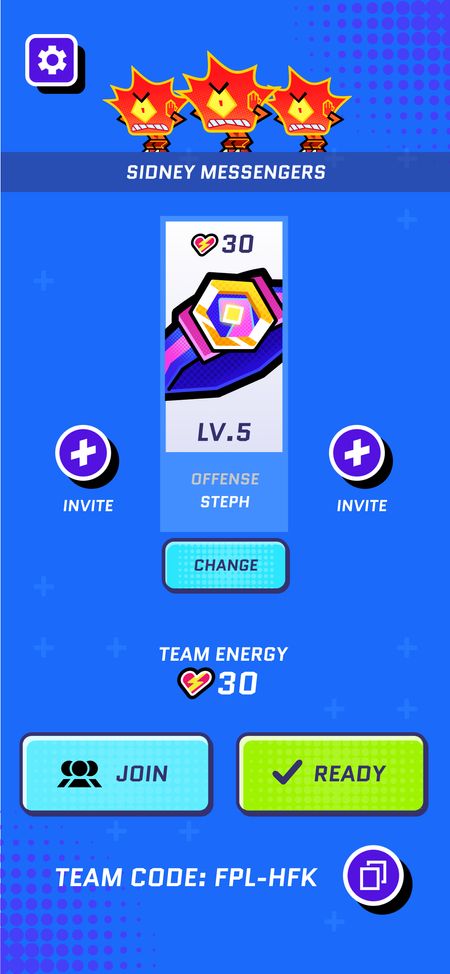 SIDNEY MESSENGERS
30
LV.5
OFFENSE
STEPH
INVITE
INVITE
CHANGE
TEAM ENERGY
30
JOIN
READY
TEAM CODE: FPL-HFK